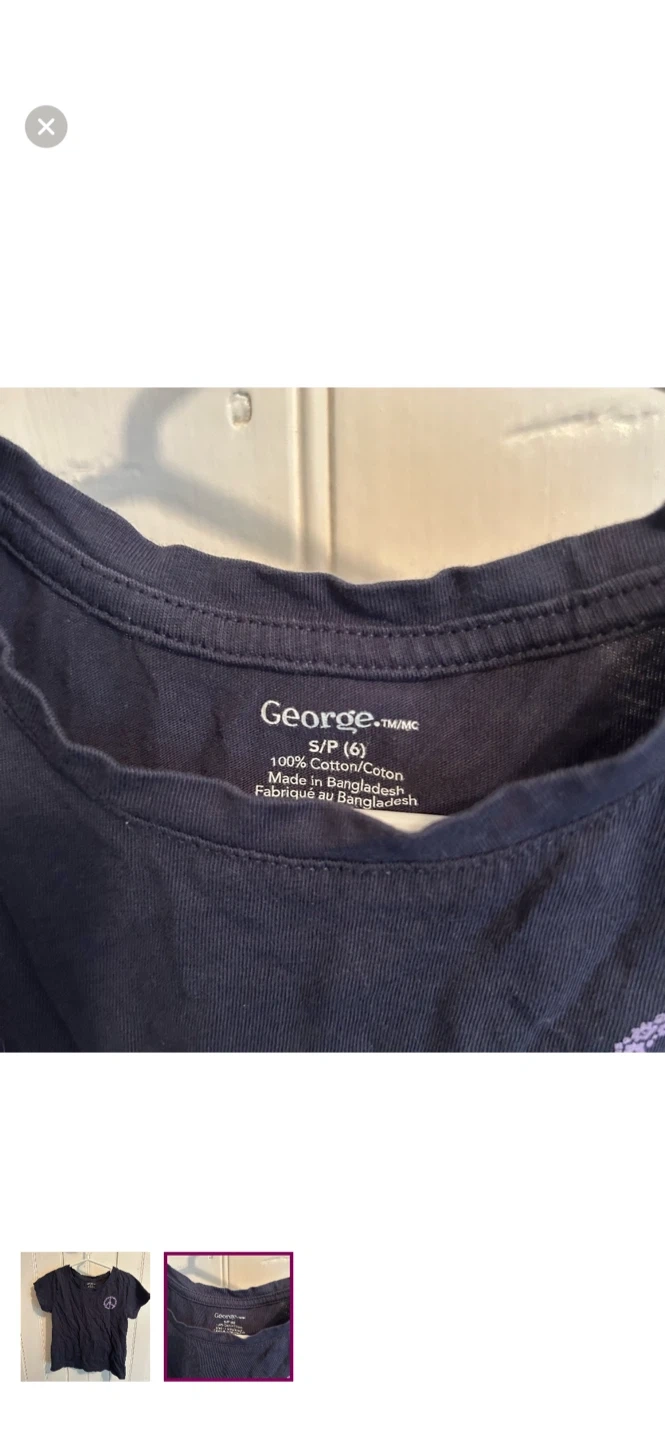 George.TM/MC
S/P (6)
100% Cotton/Coton
Made in Bangladesh
Fabriqué au Bangladesh